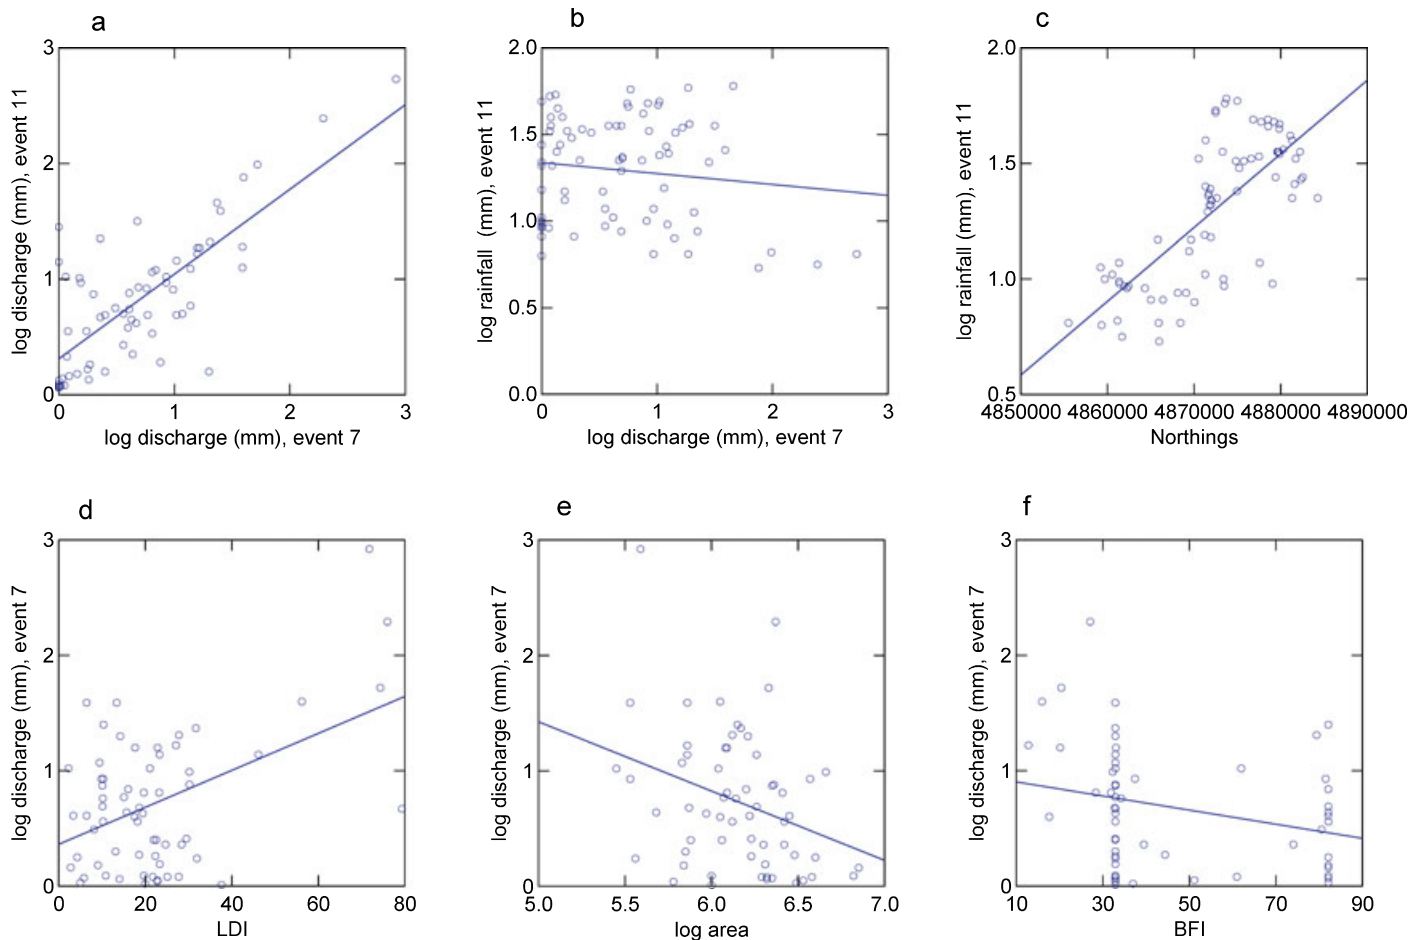 a
b
c
3
2
1
0
0 1 2 3
log discharge (mm), event 11
log discharge (mm), event 7
2.0
1.5
1.0
0.5
0.0
0 1 2 3
log rainfall (mm), event 11
log discharge (mm), event 7
2.0
1.5
1.0
0.5
4850000 4860000 4870000 4880000 4890000
log rainfall (mm), event 11
Northings
d
e
f
3
2
1
0
0 20 40 60 80
log discharge (mm), event 7
LDI
3
2
1
0
5.0 5.5 6.0 6.5 7.0
log discharge (mm), event 7
log area
3
2
1
0
10 30 50 70 90
log discharge (mm), event 7
BFI